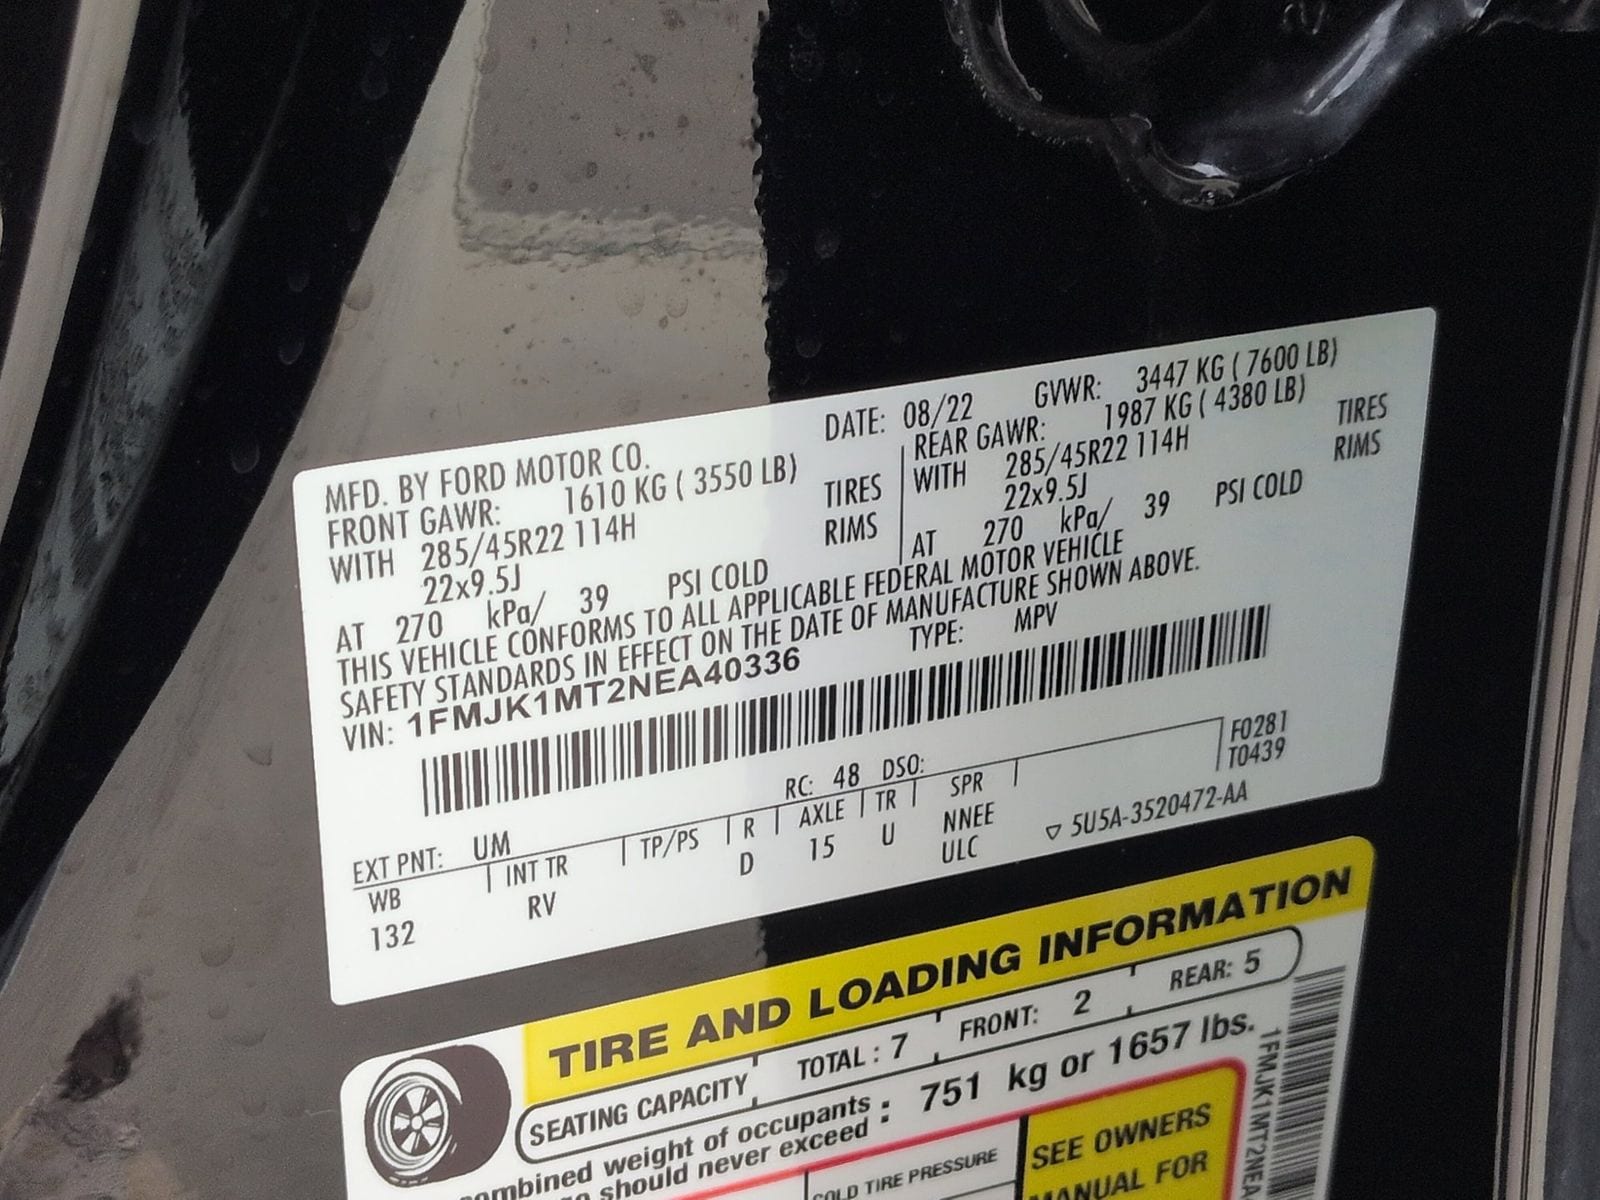 MFD. BY FORD MOTOR CO. DATE: 08/22 GVWR: 3447 KG ( 7600 LB)
FRONT GAWR: 1610 KG ( 3550 LB) REAR GAWR: 1987 KG ( 4380 LB)
WITH 285/45R22 114H TIRES WITH 285/45R22 114H TIRES
22x9.5J RIMS 22x9.5J RIMS
AT 270 kPa/ 39 PSI COLD AT 270 kPa/ 39 PSI COLD
THIS VEHICLE CONFORMS TO ALL APPLICABLE FEDERAL MOTOR VEHICLE
SAFETY STANDARDS IN EFFECT ON THE DATE OF MANUFACTURE SHOWN ABOVE.
VIN: 1FMJK1MT2NEA40336 TYPE: MPV
F0281
T0439
EXT PNT: UM RC: 48 DSO:
WB INT TR TP/PS R AXLE TR SPR
132 RV D 15 U NNEE
ULC
▽ 5U5A-3520472-AA
TIRE AND LOADING INFORMATION
SEATING CAPACITY TOTAL : 7 FRONT: 2 REAR: 5
combined weight of occupants : 751 kg or 1657 lbs.
should never exceed
COLD TIRE PRESSURE
SEE OWNERS
MANUAL FOR
1FMJK1MT2NEA